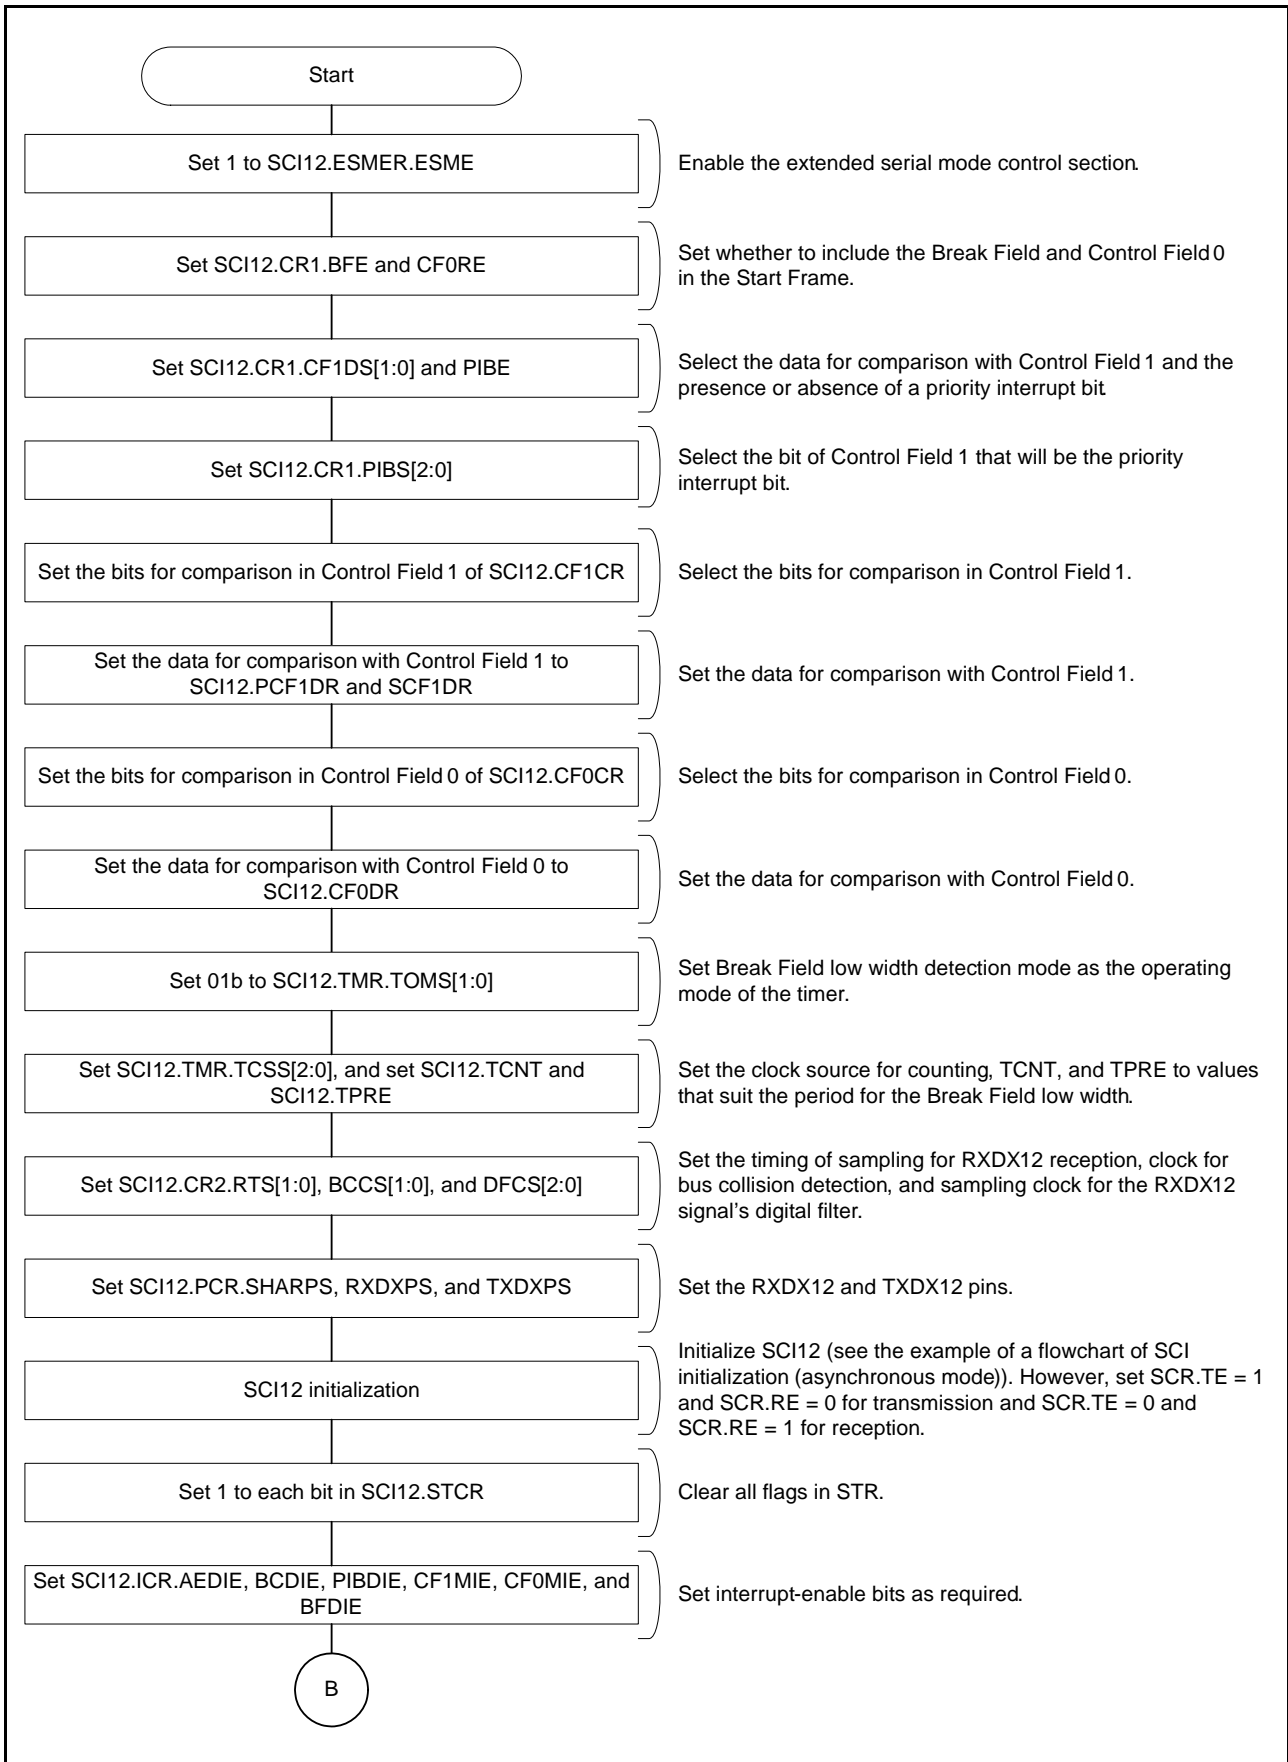 Start
Set 1 to SCI12.ESMER.ESME
Enable the extended serial mode control section.
Set SCI12.CR1.BFE and CF0RE
Set whether to include the Break Field and Control Field 0
in the Start Frame.
Set SCI12.CR1.CF1DS[1:0] and PIBE
Select the data for comparison with Control Field 1 and the
presence or absence of a priority interrupt bit.
Set SCI12.CR1.PIBS[2:0]
Select the bit of Control Field 1 that will be the priority
interrupt bit.
Set the bits for comparison in Control Field 1 of SCI12.CF1CR
Select the bits for comparison in Control Field 1.
Set the data for comparison with Control Field 1 to
SCI12.PCF1DR and SCF1DR
Set the data for comparison with Control Field 1.
Set the bits for comparison in Control Field 0 of SCI12.CF0CR
Select the bits for comparison in Control Field 0.
Set the data for comparison with Control Field 0 to
SCI12.CF0DR
Set the data for comparison with Control Field 0.
Set 01b to SCI12.TMR.TOMS[1:0]
Set Break Field low width detection mode as the operating
mode of the timer.
Set SCI12.TMR.TCSS[2:0], and set SCI12.TCNT and
SCI12.TPRE
Set the clock source for counting, TCNT, and TPRE to values
that suit the period for the Break Field low width.
Set SCI12.CR2.RTS[1:0], BCCS[1:0], and DFCS[2:0]
Set the timing of sampling for RXDX12 reception, clock for
bus collision detection, and sampling clock for the RXDX12
signal's digital filter.
Set SCI12.PCR.SHARPS, RXDXPS, and TXDXPS
Set the RXDX12 and TXDX12 pins.
SCI12 initialization
Initialize SCI12 (see the example of a flowchart of SCI
initialization (asynchronous mode)). However, set SCR.TE = 1
and SCR.RE = 0 for transmission and SCR.TE = 0 and
SCR.RE = 1 for reception.
Set 1 to each bit in SCI12.STCR
Clear all flags in STR.
Set SCI12.ICR.AEDIE, BCDIE, PIBDIE, CF1MIE, CF0MIE, and
BFDIE
Set interrupt-enable bits as required.
B